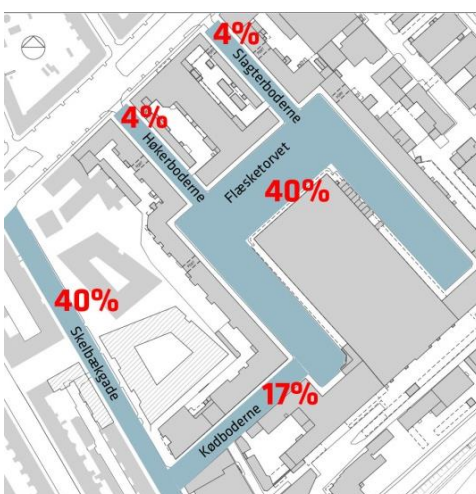 4%
Slagterboderne
4%
Høkerboderne
Flæsketorvet
40%
40%
Skelbækgade
17%
Kødboderne